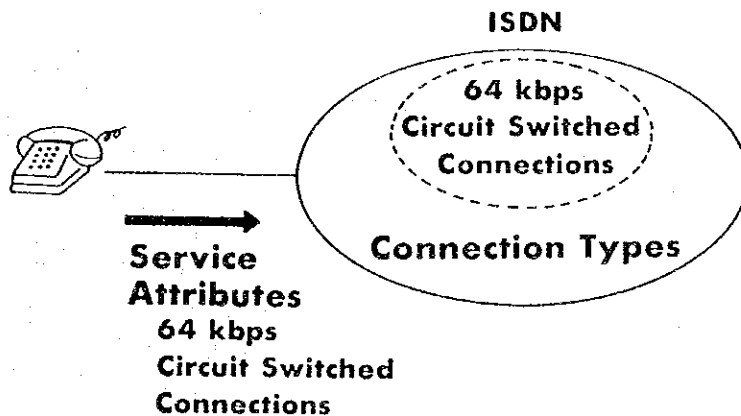 ISDN
64 kbps
Circuit Switched
Connections
Connection Types
Service
Attributes
64 kbps
Circuit Switched
Connections